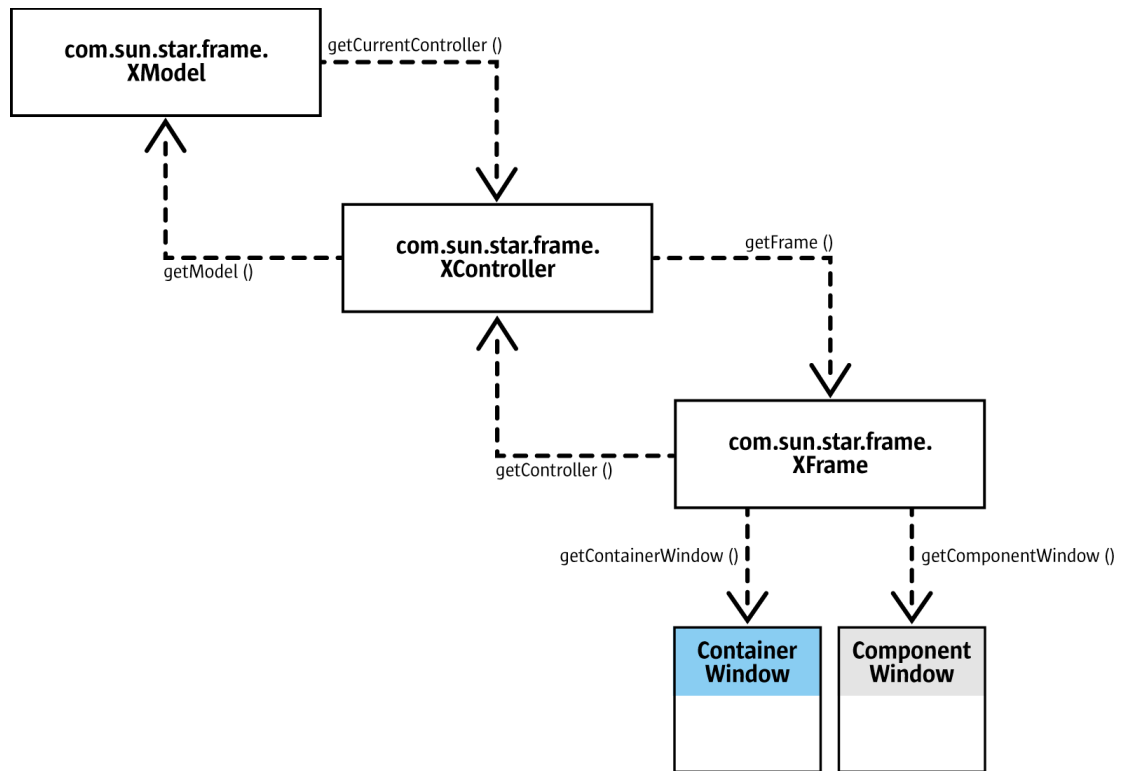 com.sun.star.frame.
XModel
getCurrentController ()
getModel ()
com.sun.star.frame.
XController
getFrame ()
getController ()
com.sun.star.frame.
XFrame
getContainerWindow ()
getComponentWindow ()
Container
Window
Component
Window